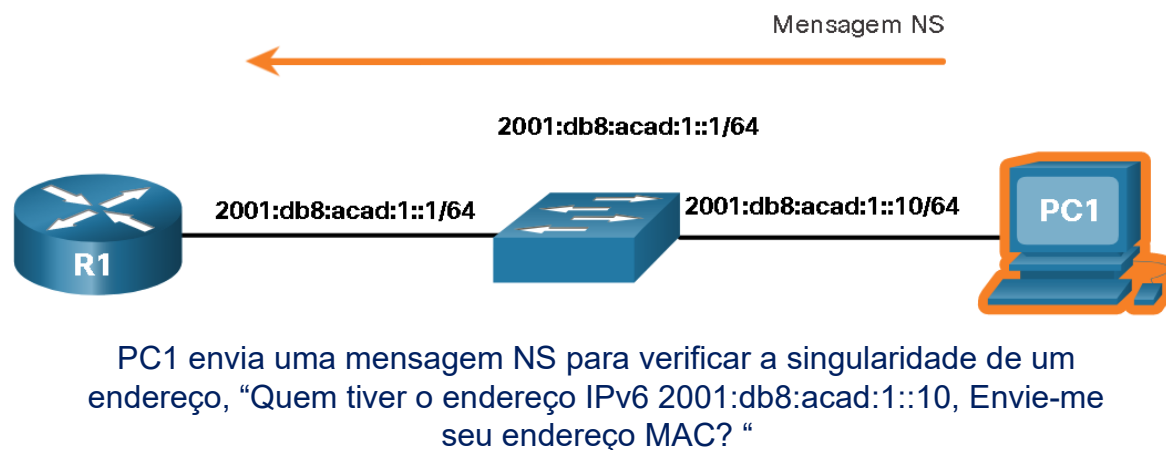 Mensagem NS
2001:db8:acad:1::1/64
2001:db8:acad:1::1/64
2001:db8:acad:1::10/64
PC1
R1
PC1 envia uma mensagem NS para verificar a singularidade de um
endereço, “Quem tiver o endereço IPv6 2001:db8:acad:1::10, Envie-me
seu endereço MAC? “